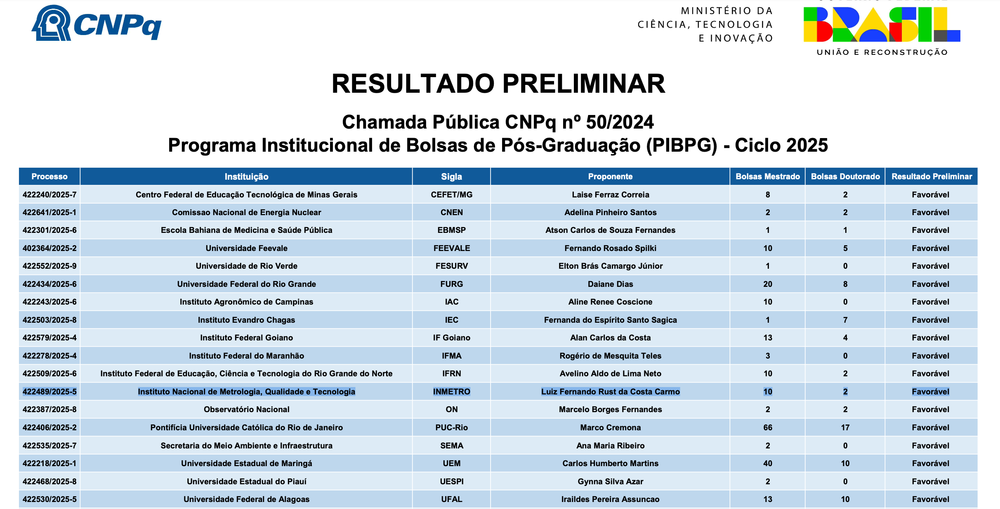 CNPq
MINISTÉRIO DA
CIÊNCIA, TECNOLOGIA
E INOVAÇÃO
BRASIL
UNIÃO E RECONSTRUÇÃO
RESULTADO PRELIMINAR
Chamada Pública CNPq nº 50/2024
Programa Institucional de Bolsas de Pós-Graduação (PIBPG) - Ciclo 2025
Processo Instituição Sigla Proponente Bolsas Mestrado Bolsas Doutorado Resultado Preliminar
422240/2025-7 Centro Federal de Educação Tecnológica de Minas Gerais CEFET/MG Laise Ferraz Correia 8 2 Favorável
422641/2025-1 Comissao Nacional de Energia Nuclear CNEN Adelina Pinheiro Santos 2 2 Favorável
422301/2025-6 Escola Bahiana de Medicina e Saúde Pública EBMSP Atson Carlos de Souza Fernandes 1 1 Favorável
402364/2025-2 Universidade Feevale FEEVALE Fernando Rosado Spilki 10 5 Favorável
422552/2025-9 Universidade de Rio Verde FESURV Elton Brás Camargo Júnior 1 0 Favorável
422434/2025-6 Universidade Federal do Rio Grande FURG Daiane Dias 20 8 Favorável
422243/2025-6 Instituto Agronômico de Campinas IAC Aline Renee Coscione 10 0 Favorável
422503/2025-8 Instituto Evandro Chagas IEC Fernanda do Espírito Santo Sagica 1 7 Favorável
422579/2025-4 Instituto Federal Goiano IF Goiano Alan Carlos da Costa 13 4 Favorável
422278/2025-4 Instituto Federal do Maranhão IFMA Rogério de Mesquita Teles 3 0 Favorável
422509/2025-6 Instituto Federal de Educação, Ciência e Tecnologia do Rio Grande do Norte IFRN Avelino Aldo de Lima Neto 10 2 Favorável
422489/2025-5 Instituto Nacional de Metrologia, Qualidade e Tecnologia INMETRO Luiz Fernando Rust da Costa Carmo 10 2 Favorável
422387/2025-8 Observatório Nacional ON Marcelo Borges Fernandes 2 2 Favorável
422406/2025-2 Pontifícia Universidade Católica do Rio de Janeiro PUC-Rio Marco Cremona 66 17 Favorável
422535/2025-7 Secretaria do Meio Ambiente e Infraestrutura SEMA Ana Maria Ribeiro 2 0 Favorável
422218/2025-1 Universidade Estadual de Maringá UEM Carlos Humberto Martins 40 10 Favorável
422468/2025-8 Universidade Estadual do Piauí UESPI Gynna Silva Azar 2 0 Favorável
422530/2025-5 Universidade Federal de Alagoas UFAL Iraildes Pereira Assuncao 13 10 Favorável